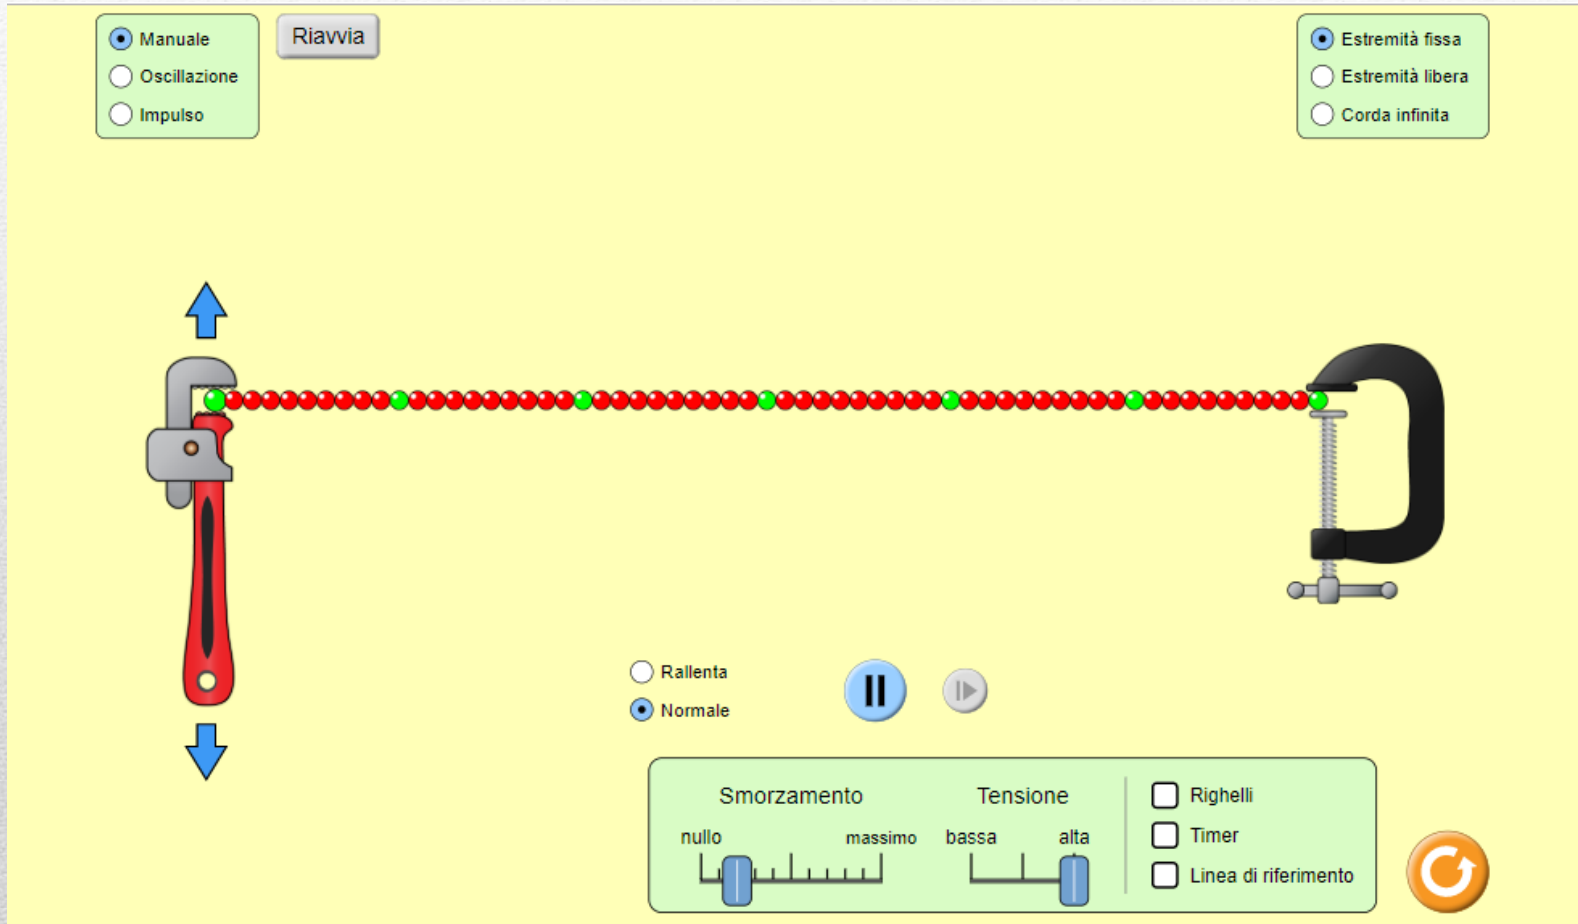 Manuale
Oscillazione
Impulso
Riavvia
Estremità fissa
Estremità libera
Corda infinita
Rallenta
Normale
Smorzamento
nullo
massimo
Tensione
bassa
alta
Righelli
Timer
Linea di riferimento